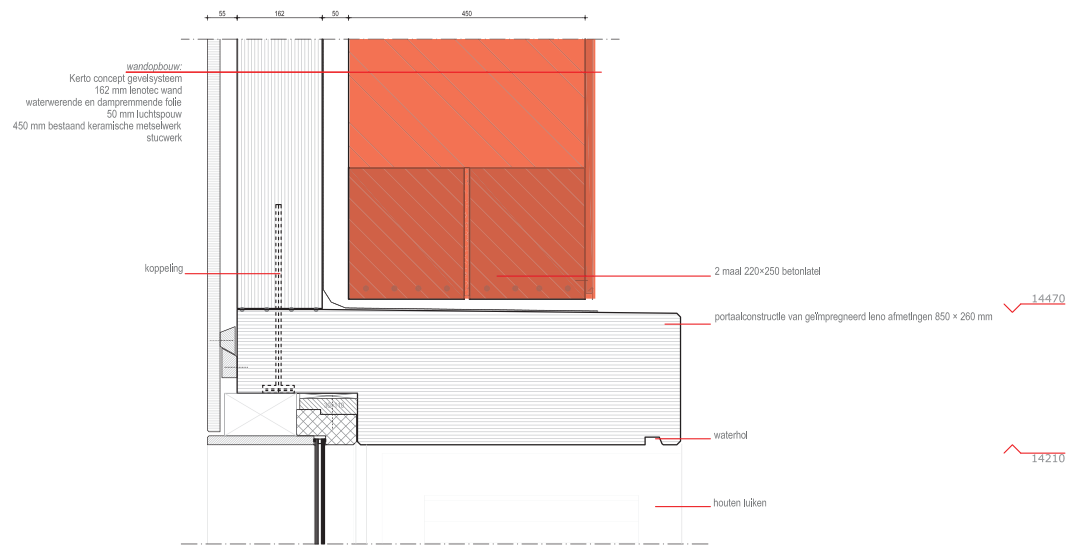 55 162 50 450
wandopbouw:
Kerto concept gevelsysteem
162 mm lenotec wand
waterwerende en dampremmende folie
50 mm luchtspouw
450 mm bestaand keramische metselwerk
stucwerk
koppeling
2 maal 220×250 betonlatel
14470
portaalconstructie van geïmpregneerd leno afmetingen 850 × 260 mm
waterhol
14210
houten luiken